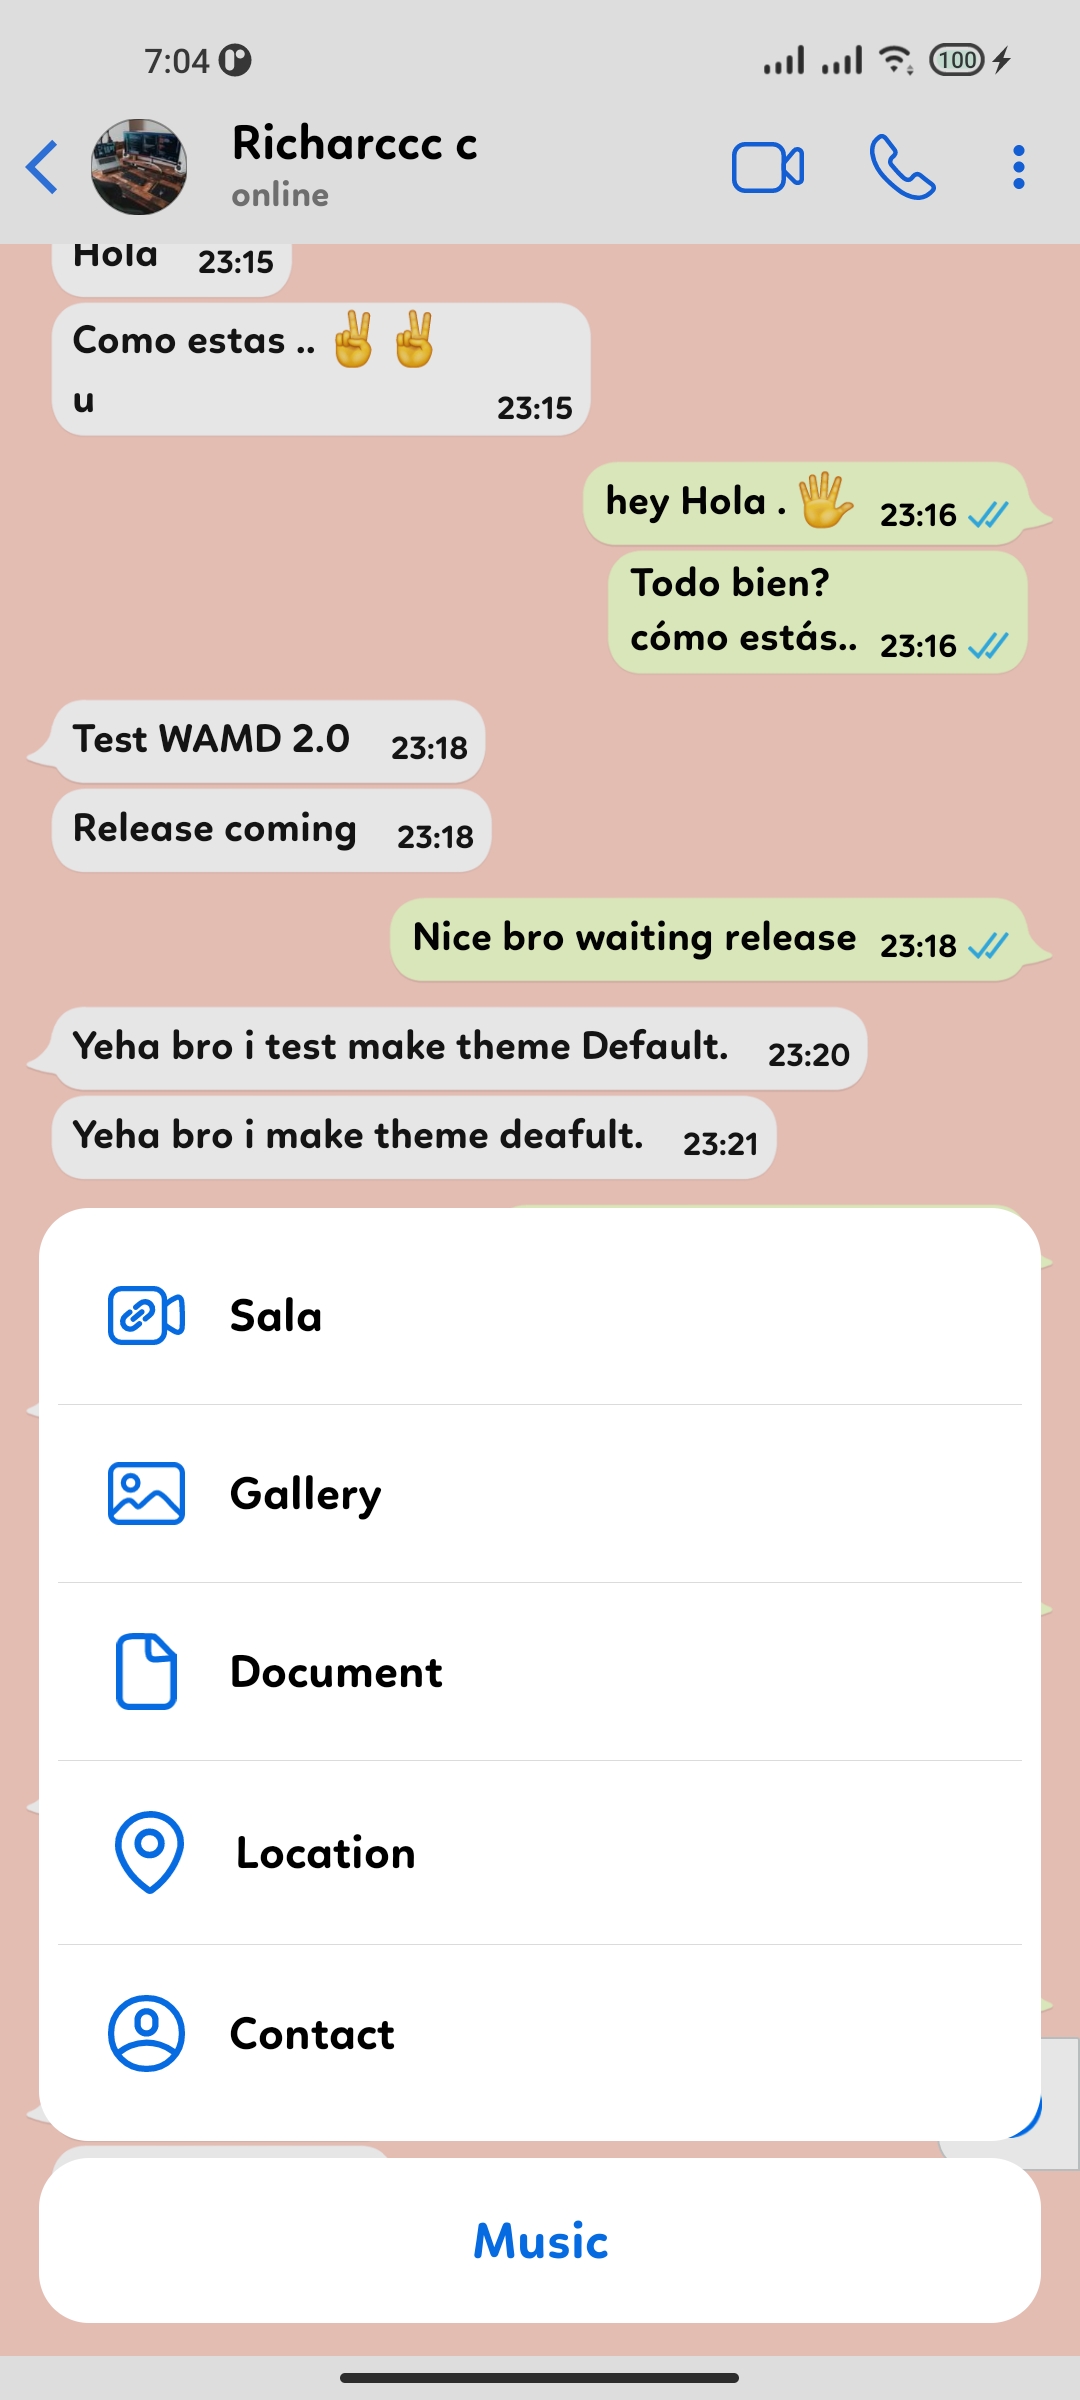 7:04
100
Richarccc c
online
Hola 23:15
Como estas .. ✌️ ✌️
u 23:15
hey Hola . 🖐️ 23:16
Todo bien?
cómo estás.. 23:16
Test WAMD 2.0 23:18
Release coming 23:18
Nice bro waiting release 23:18
Yeha bro i test make theme Default. 23:20
Yeha bro i make theme deafult. 23:21
Sala
Gallery
Document
Location
Contact
Music